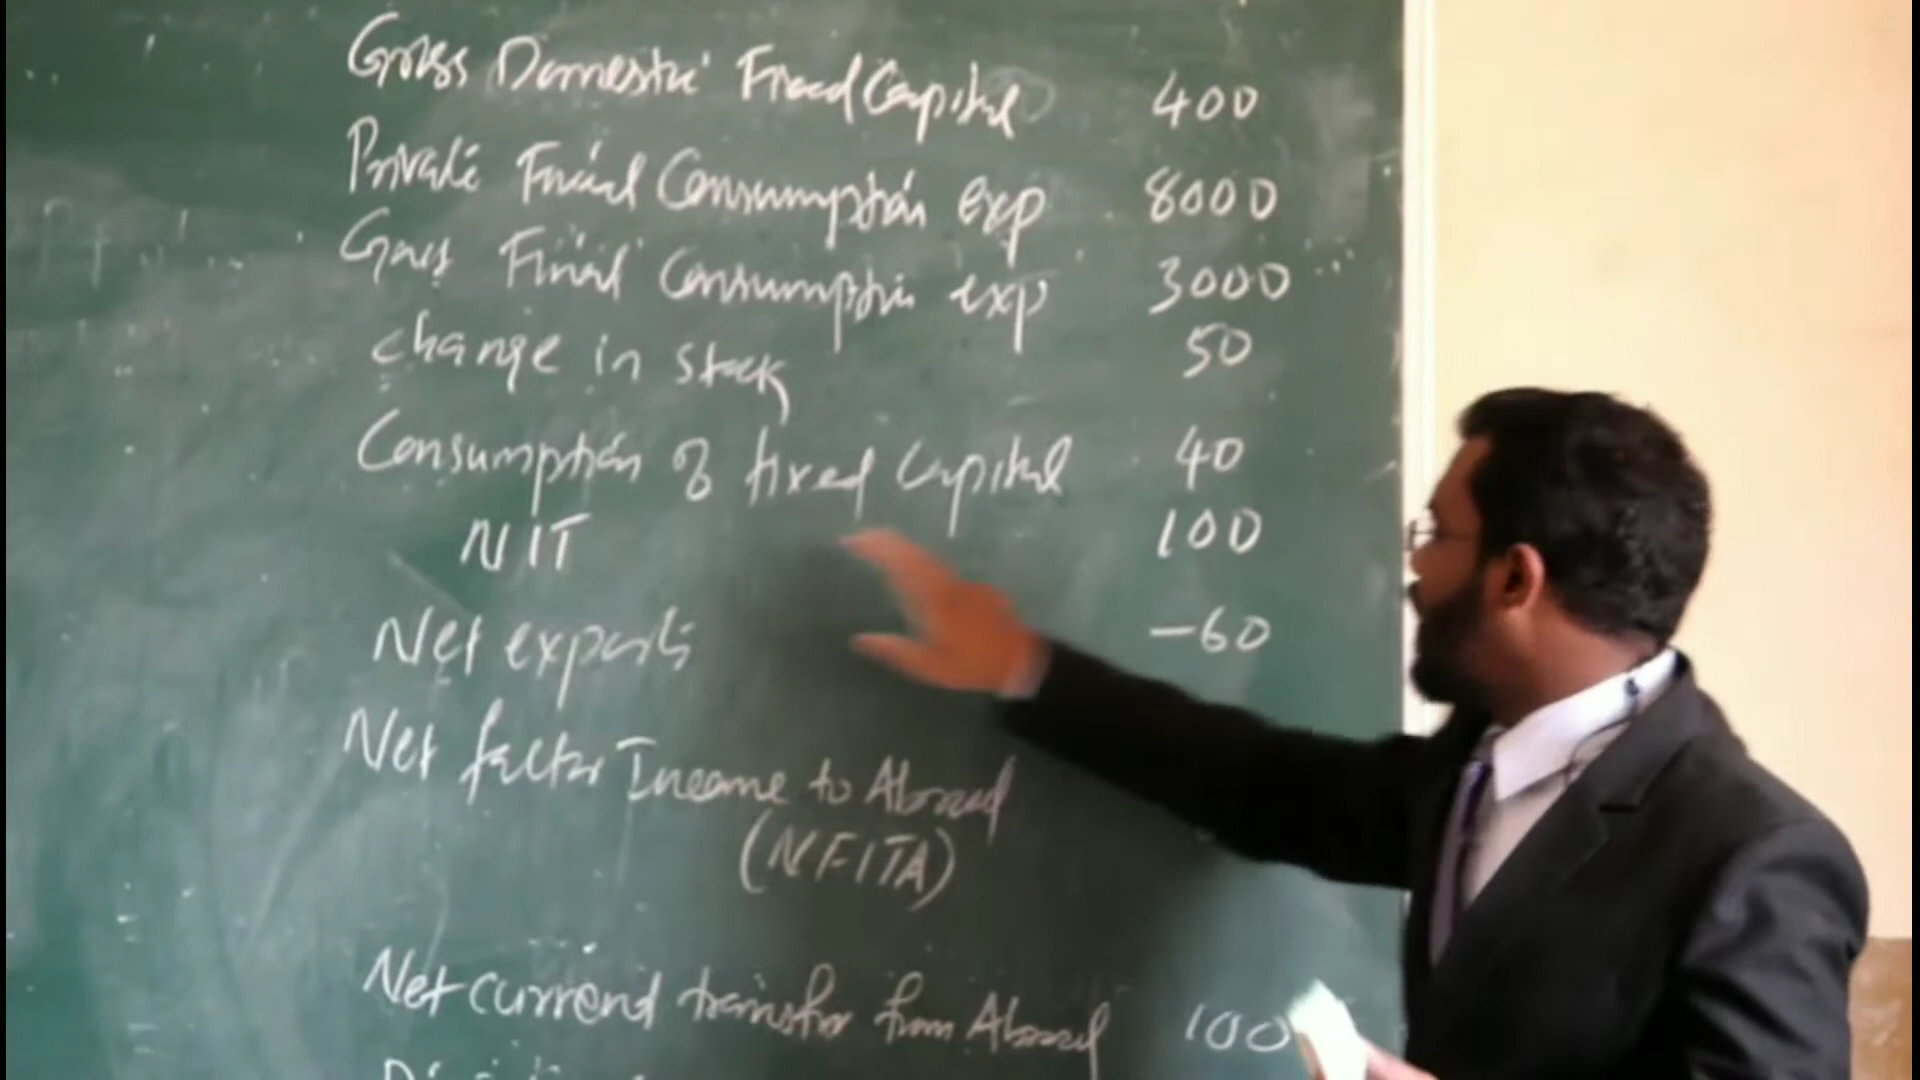 Gross Domestic Fixed Capital 400
Private Final Consumption exp 8000
Gross Final Consumption exp 3000
change in stock 50
Consumption of fixed Capital 40
NIT 100
Net exports -60
Net factor Income to Abroad
(NFITA)
Net current transfer from Abroad 100